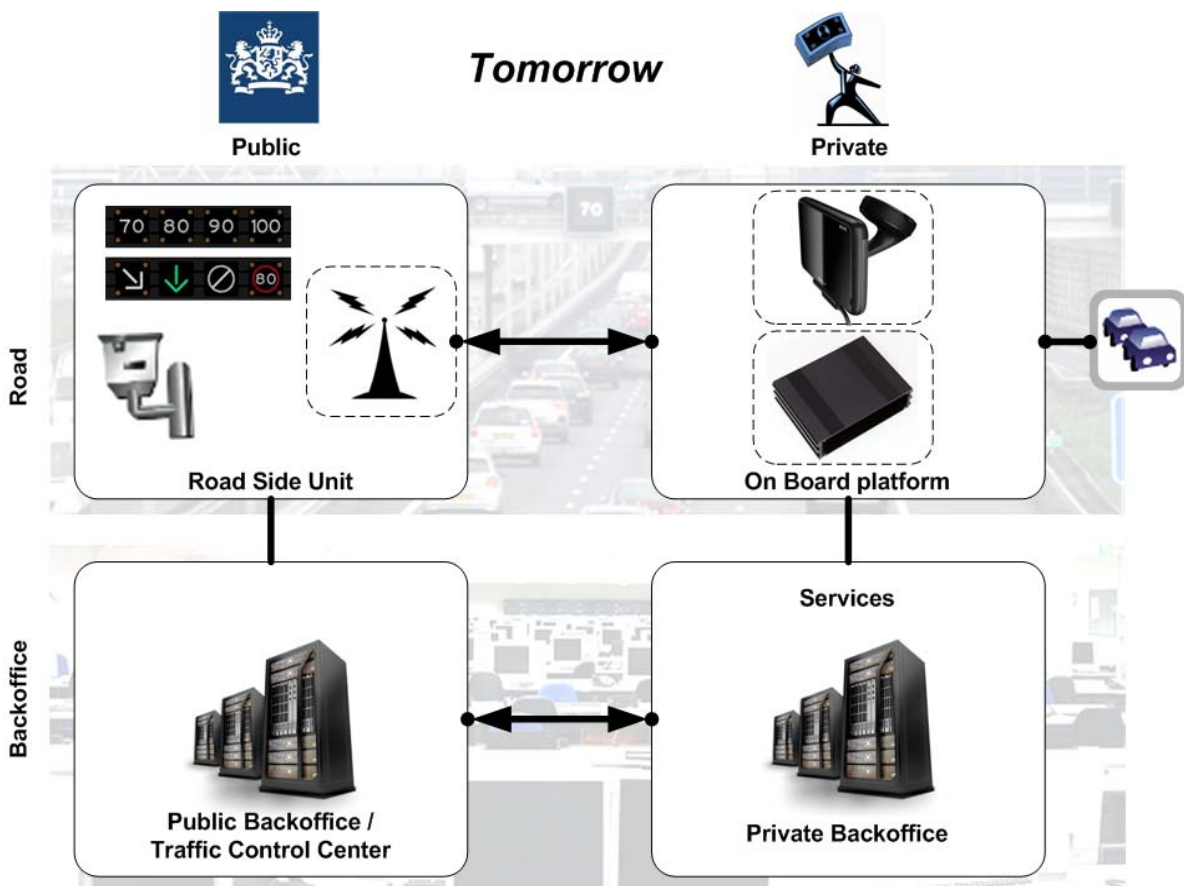 Tomorrow
Public
Private
Road
70 80 90 100
80
70
Road Side Unit
On Board platform
Backoffice
Services
Public Backoffice /
Traffic Control Center
Private Backoffice